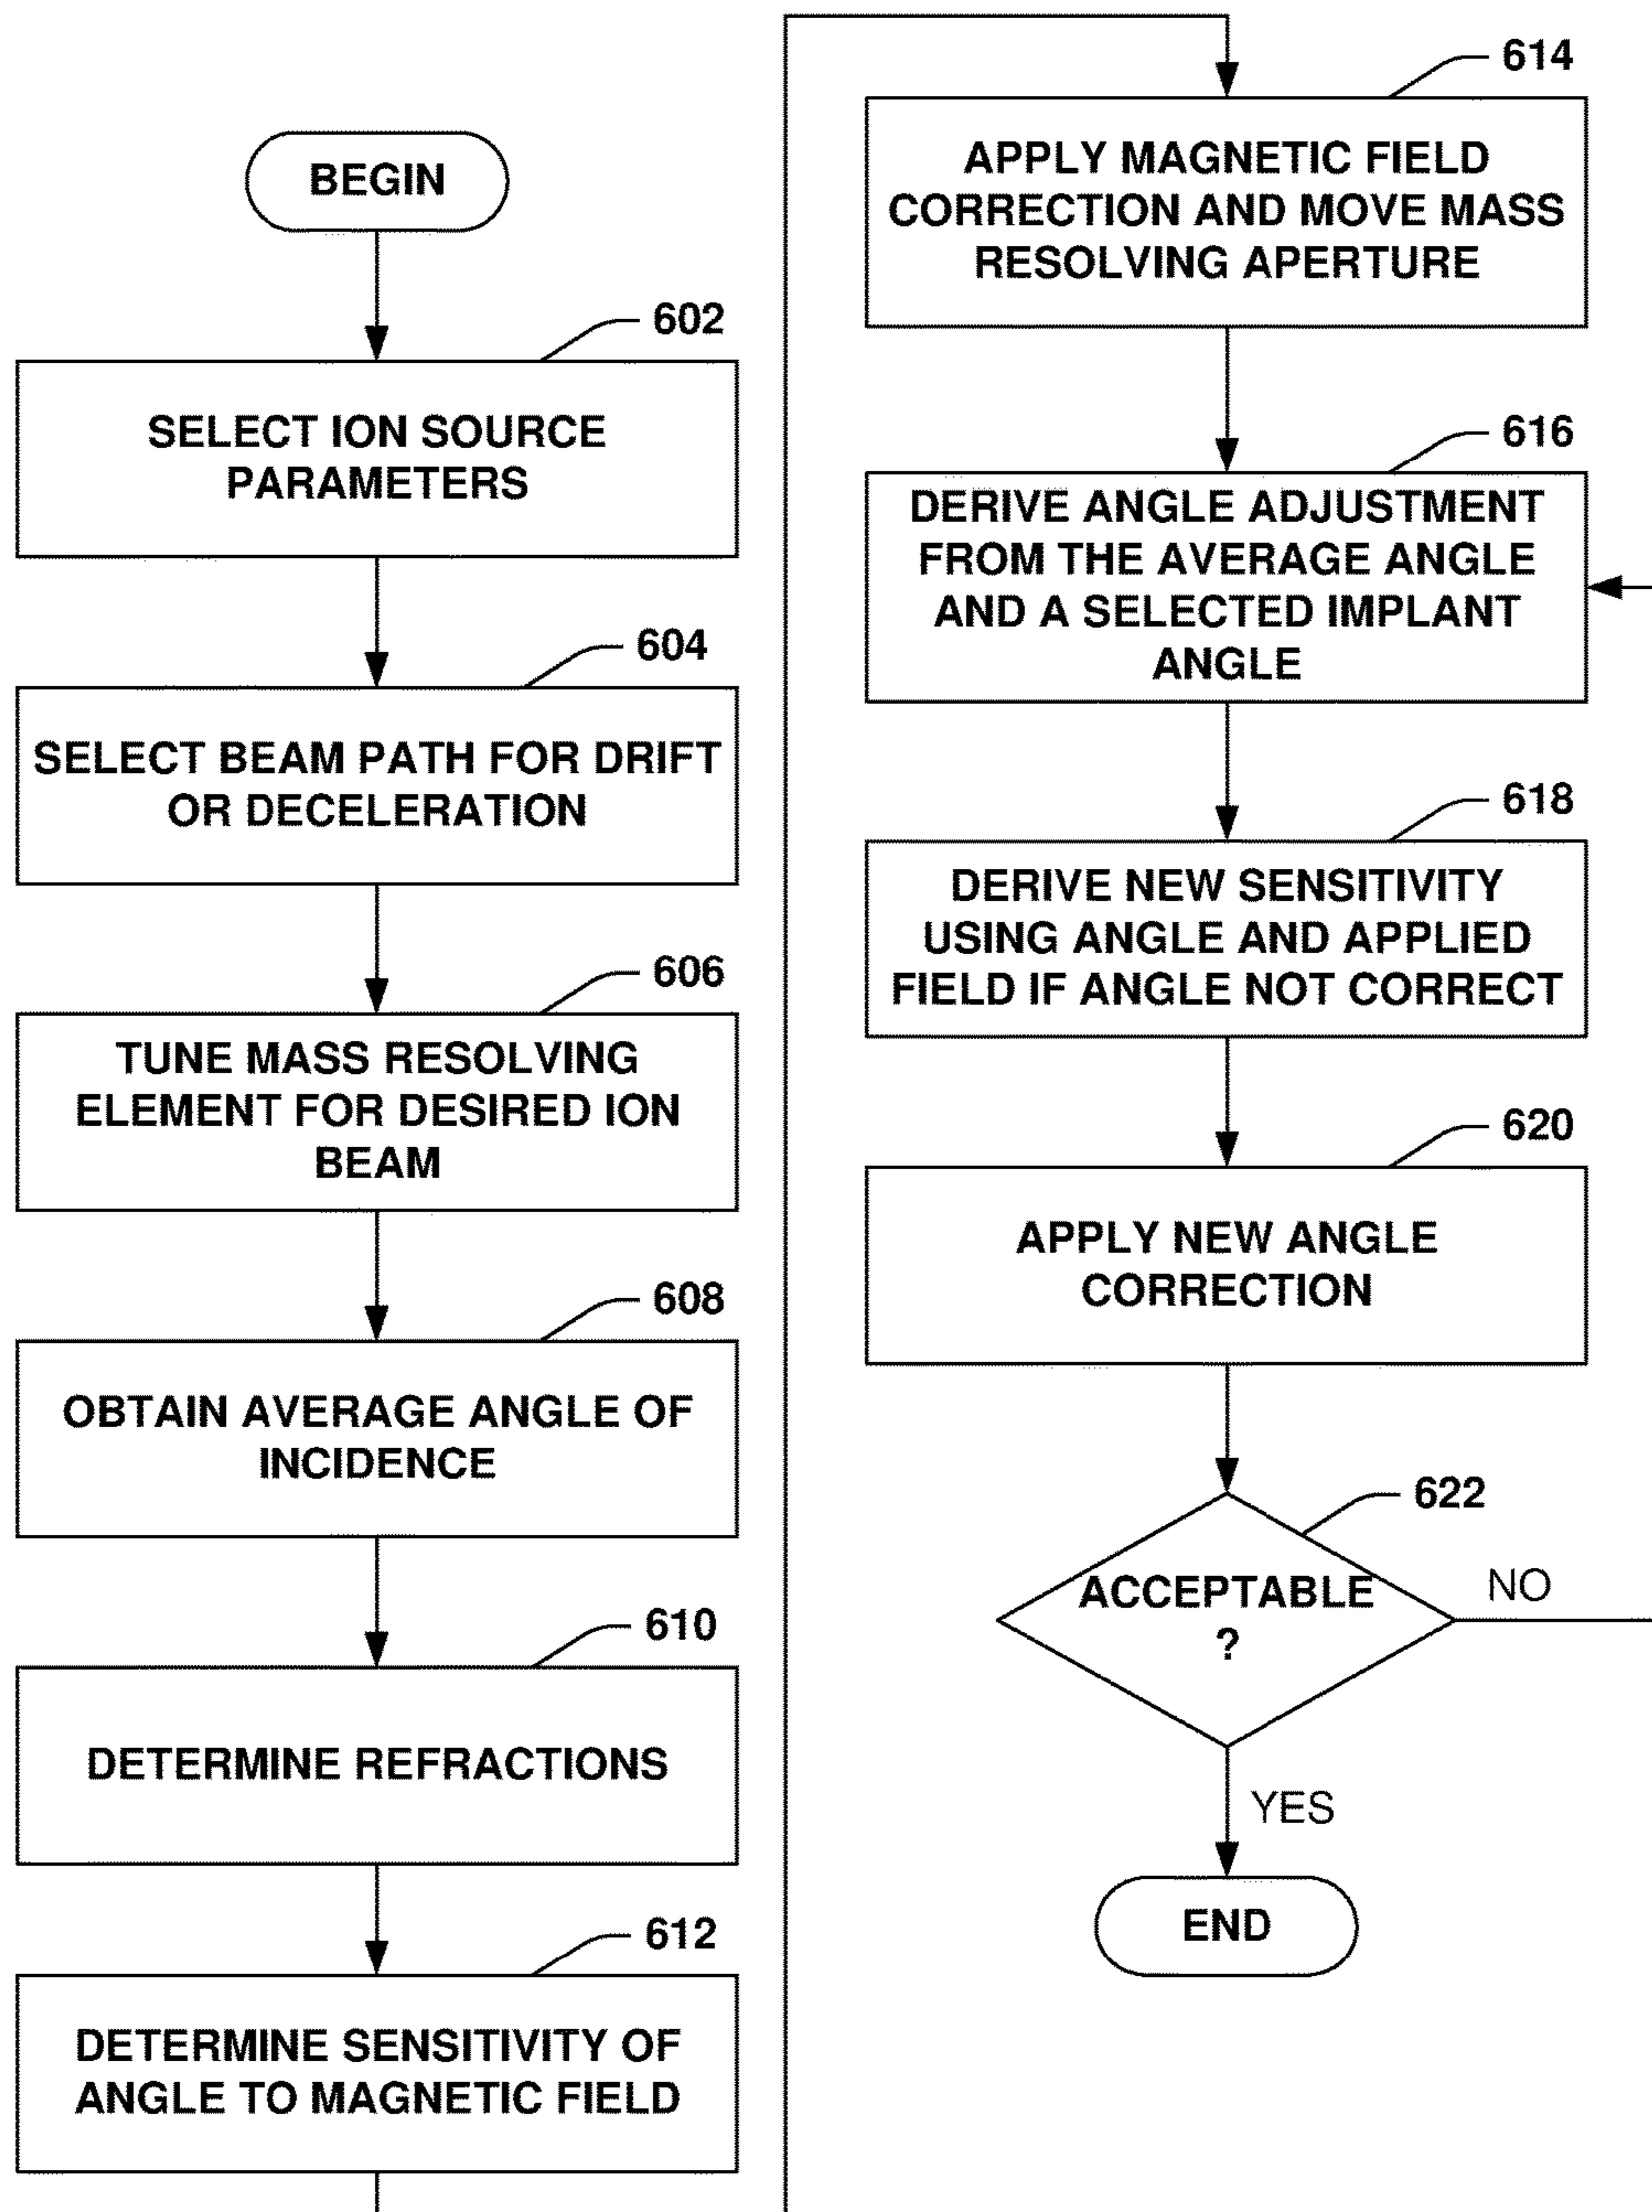 BEGIN
602
SELECT ION SOURCE
PARAMETERS
604
SELECT BEAM PATH FOR DRIFT
OR DECELERATION
606
TUNE MASS RESOLVING
ELEMENT FOR DESIRED ION
BEAM
608
OBTAIN AVERAGE ANGLE OF
INCIDENCE
610
DETERMINE REFRACTIONS
612
DETERMINE SENSITIVITY OF
ANGLE TO MAGNETIC FIELD
614
APPLY MAGNETIC FIELD
CORRECTION AND MOVE MASS
RESOLVING APERTURE
616
DERIVE ANGLE ADJUSTMENT
FROM THE AVERAGE ANGLE
AND A SELECTED IMPLANT
ANGLE
618
DERIVE NEW SENSITIVITY
USING ANGLE AND APPLIED
FIELD IF ANGLE NOT CORRECT
620
APPLY NEW ANGLE
CORRECTION
622
ACCEPTABLE
?
NO
YES
END